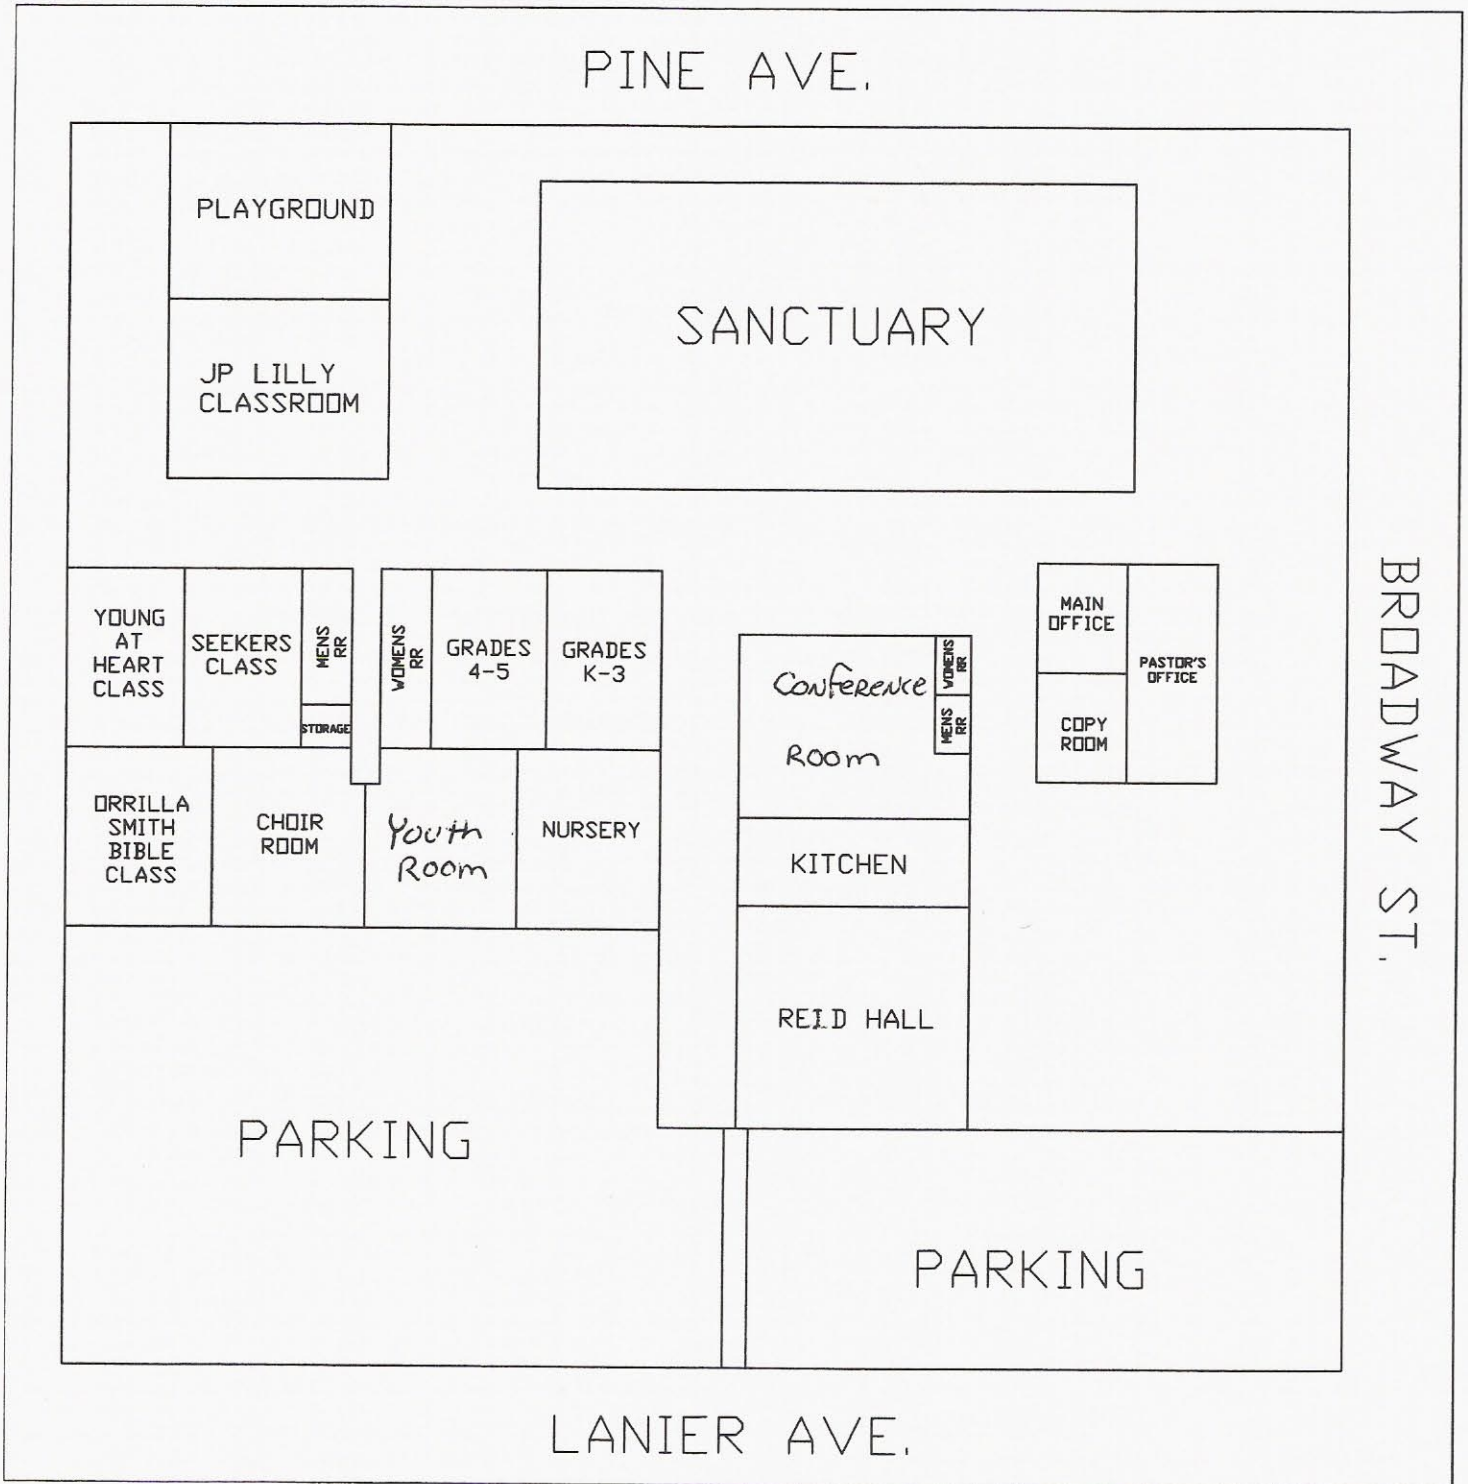 PINE AVE.
PLAYGROUND
SANCTUARY
JP LILLY
CLASSROOM
YOUNG
AT
HEART
CLASS
SEEKERS
CLASS
MENS
RR
STORAGE
WOMENS
RR
GRADES
4-5
GRADES
K-3
Conference
Room
WOMENS
RR
MENS
RR
MAIN
OFFICE
COPY
ROOM
PASTOR'S
OFFICE
BROADWAY ST.
ORRILLA
SMITH
BIBLE
CLASS
CHOIR
ROOM
Youth
Room
NURSERY
KITCHEN
REID HALL
PARKING
PARKING
LANIER AVE.